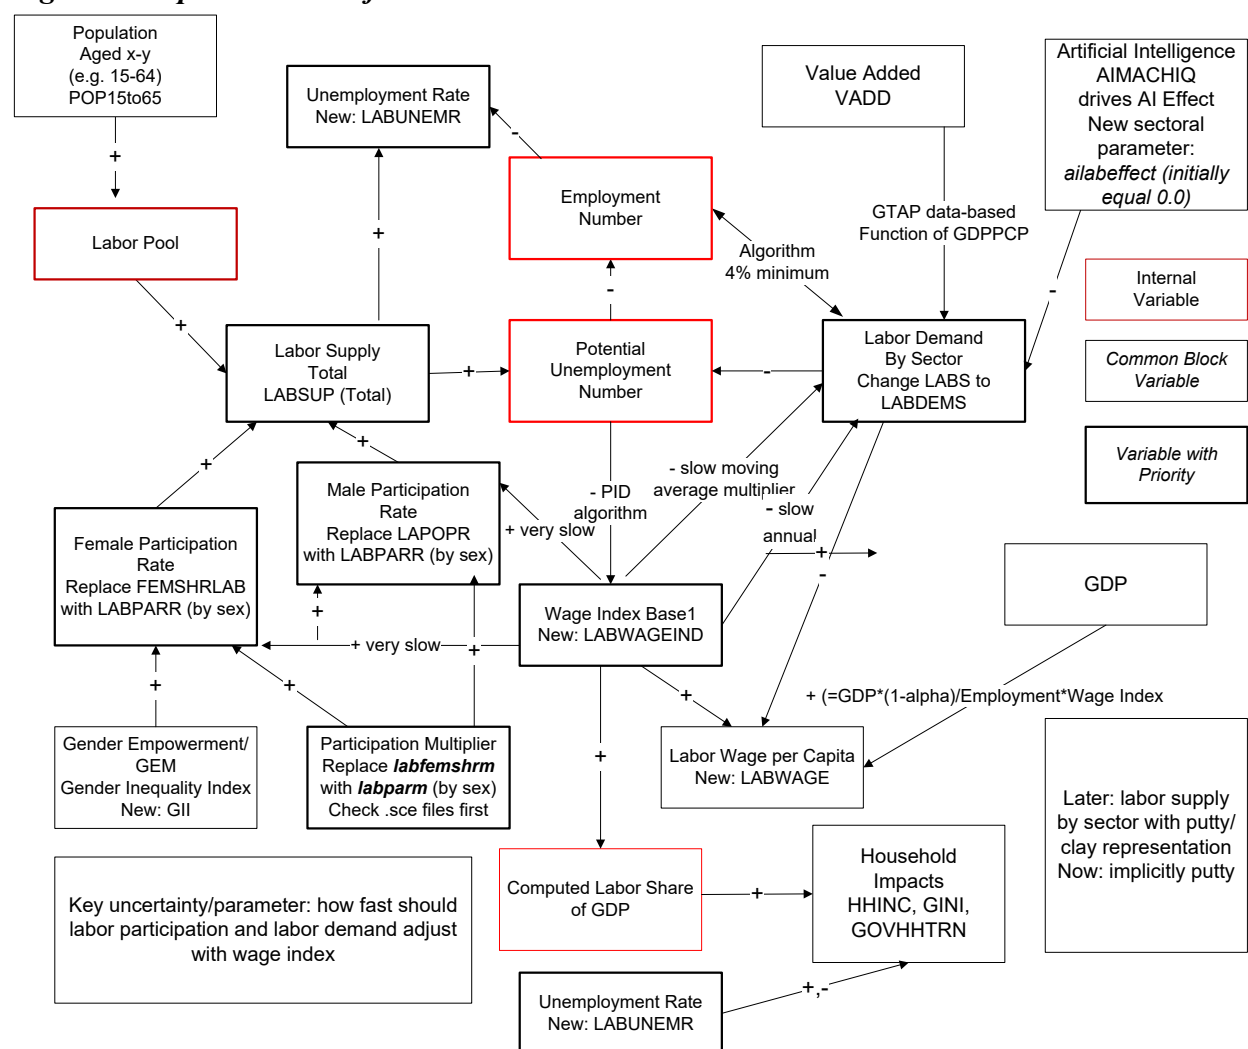 Population
Aged x-y
(e.g. 15-64)
POP15to65
+
Labor Pool
+
Unemployment Rate
New: LABUNEMR
-
+
Employment
Number
-
Value Added
VADD
GTAP data-based
Function of GDPPCP
Algorithm
4% minimum
Artificial Intelligence
AIMACHIQ
drives AI Effect
New sectoral
parameter:
ailabeffect (initially
equal 0.0)
-
Internal
Variable
Common Block
Variable
Variable with
Priority
Labor Supply
Total
LABSUP (Total)
+
Potential
Unemployment
Number
-
Labor Demand
By Sector
Change LABS to
LABDEMS
+
+
Male Participation
Rate
Replace LAPOPR
with LABPARR (by sex)
+ very slow
- PID
algorithm
- slow moving
average multiplier
- slow
annual
+
-
Female Participation
Rate
Replace FEMSHRLAB
with LABPARR (by sex)
+
+ very slow
+
Wage Index Base1
New: LABWAGEIND
GDP
+
+
+
+ (=GDP*(1-alpha)/Employment*Wage Index
Gender Empowerment/
GEM
Gender Inequality Index
New: GII
Participation Multiplier
Replace labfemshrm
with labparm (by sex)
Check .sce files first
+
Labor Wage per Capita
New: LABWAGE
Later: labor supply
by sector with putty/
clay representation
Now: implicitly putty
Key uncertainty/parameter: how fast should
labor participation and labor demand adjust
with wage index
Computed Labor Share
of GDP
+
Household
Impacts
HHINC, GINI,
GOVHHTRN
Unemployment Rate
New: LABUNEMR
+,-